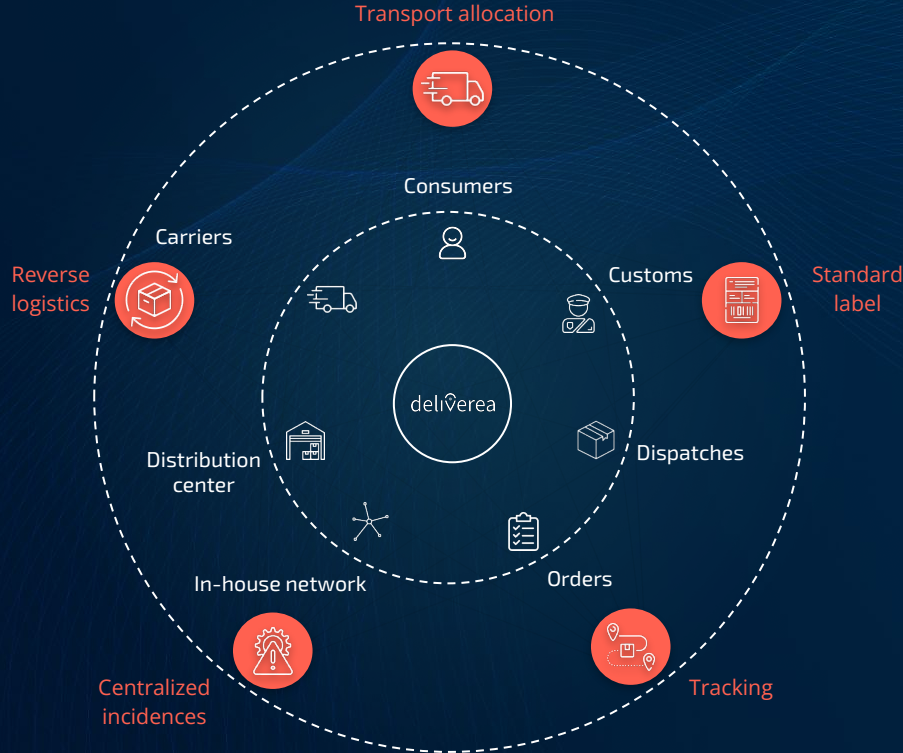 Transport allocation
Consumers
Carriers
Customs
Reverse
logistics
Standard
label
deliverea
Distribution
center
Dispatches
In-house network
Orders
Centralized
incidences
Tracking